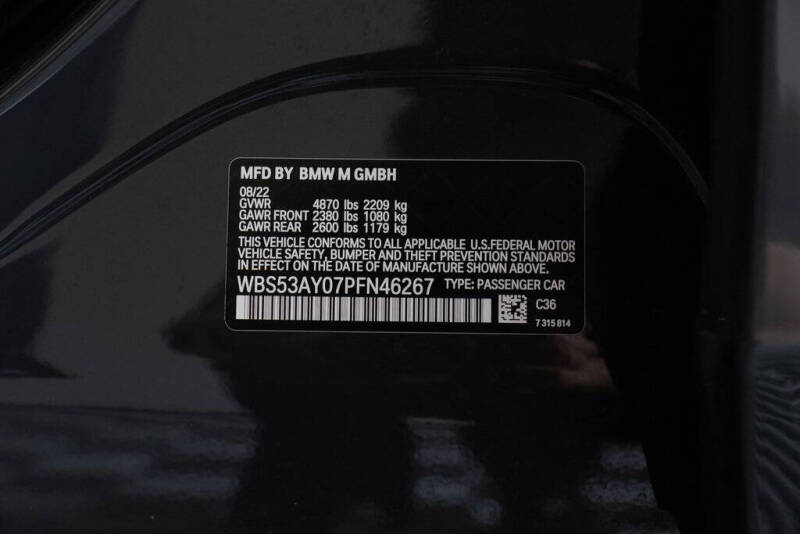 MFD BY BMW M GMBH
08/22
GVWR 4870 lbs 2209 kg
GAWR FRONT 2380 lbs 1080 kg
GAWR REAR 2600 lbs 1179 kg
THIS VEHICLE CONFORMS TO ALL APPLICABLE U.S.FEDERAL MOTOR
VEHICLE SAFETY, BUMPER AND THEFT PREVENTION STANDARDS
IN EFFECT ON THE DATE OF MANUFACTURE SHOWN ABOVE.
WBS53AY07PFN46267 TYPE: PASSENGER CAR
C36
7 315 814